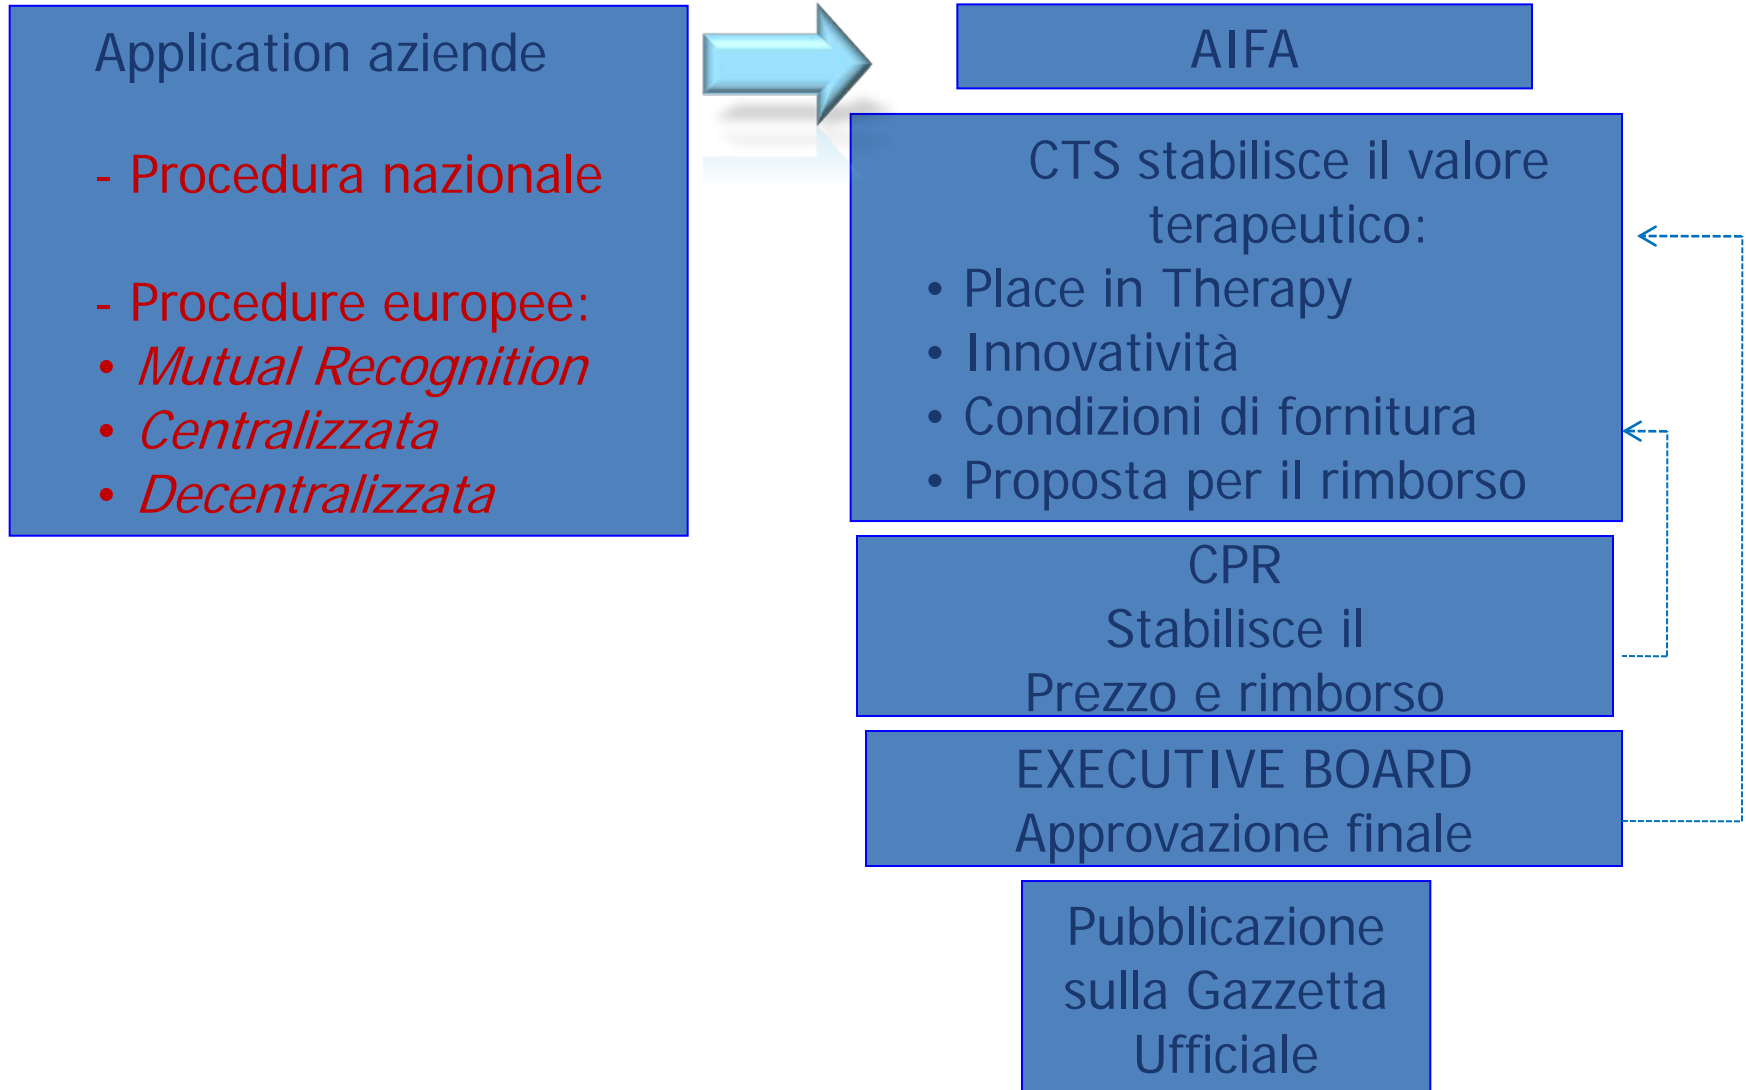 Application aziende
- Procedura nazionale
- Procedure europee:
• Mutual Recognition
• Centralizzata
• Decentralizzata
AIFA
CTS stabilisce il valore
terapeutico:
• Place in Therapy
• Innovatività
• Condizioni di fornitura
• Proposta per il rimborso
CPR
Stabilisce il
Prezzo e rimborso
EXECUTIVE BOARD
Approvazione finale
Pubblicazione
sulla Gazzetta
Ufficiale